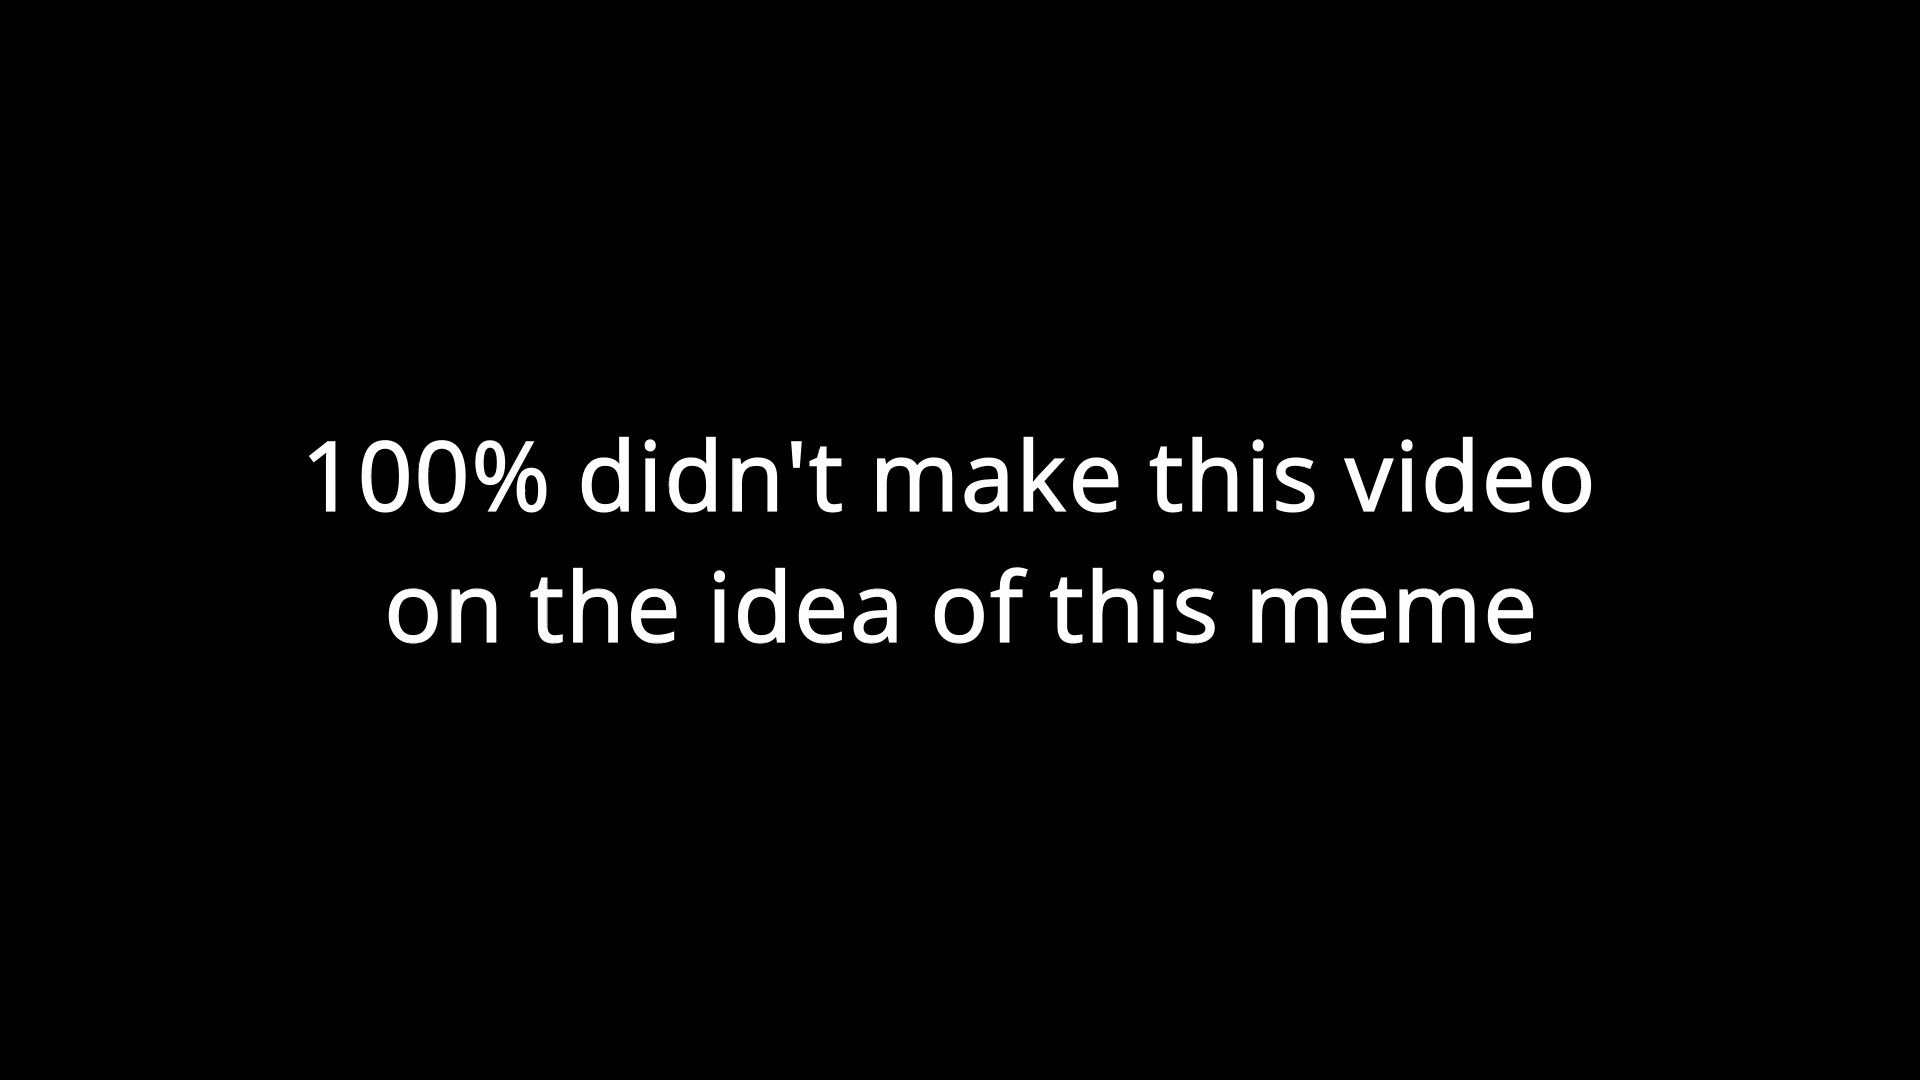 100% didn't make this video
on the idea of this meme